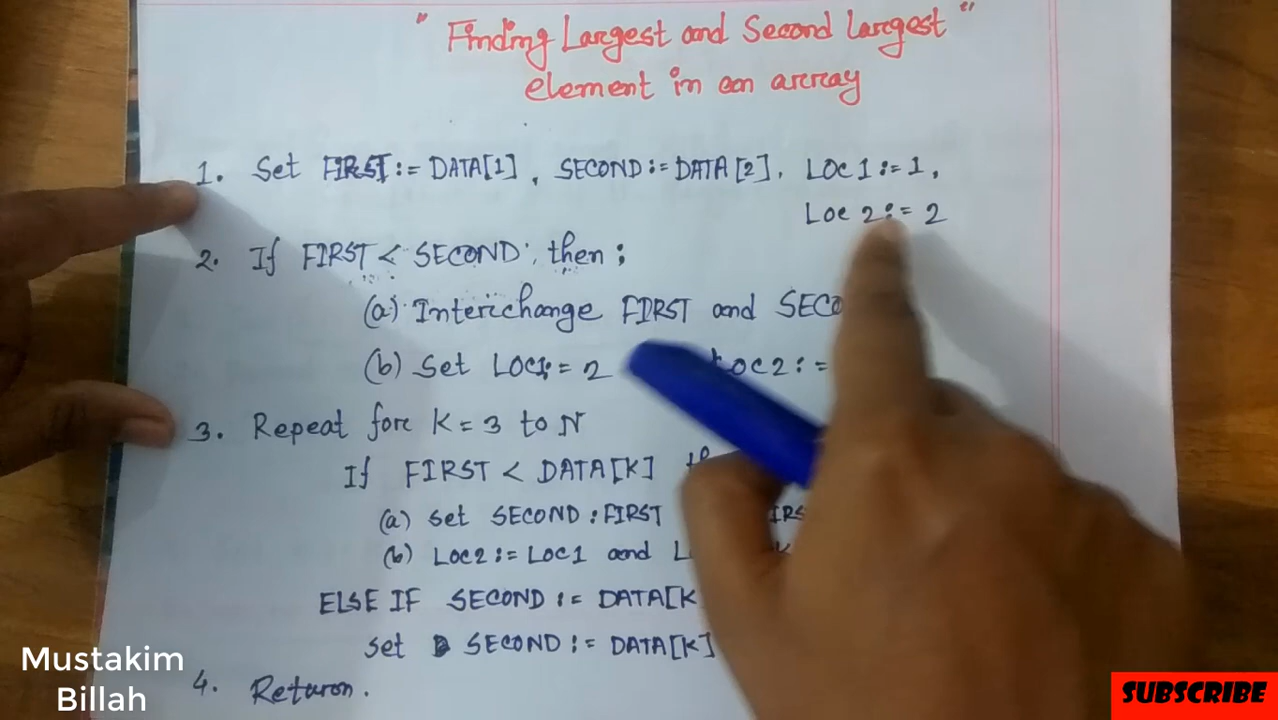 " Finding Largest and Second largest "
element in an array
1. Set FIRST := DATA[1], SECOND := DATA[2], LOC 1 := 1,
LOC 2 := 2
2. If FIRST < SECOND, then ;
(a) Interchange FIRST and
(b) Set LOC1 := 2 LOC2 : =
3. Repeat for K = 3 to N
If FIRST < DATA[K]
(a) Set SECOND : FIRST
(b) LOC2 := LOC1 and
ELSE IF SECOND := DATA[K
set SECOND := DATA[K]
4. Return.
Mustakim
Billah
SUBSCRIBE